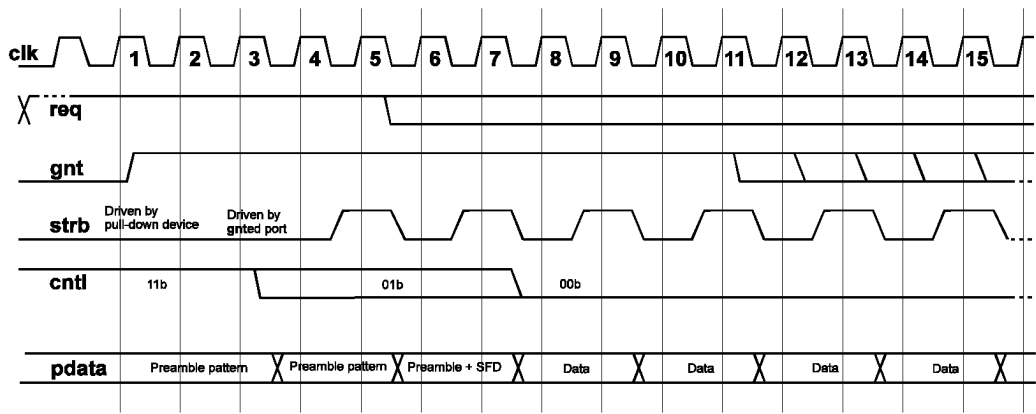 clk 1 2 3 4 5 6 7 8 9 10 11 12 13 14 15
req
gnt
Driven by
pull-down device
Driven by
gnted port
strb
cntl 11b 01b 00b
pdata Preamble pattern Preamble pattern Preamble + SFD Data Data Data Data